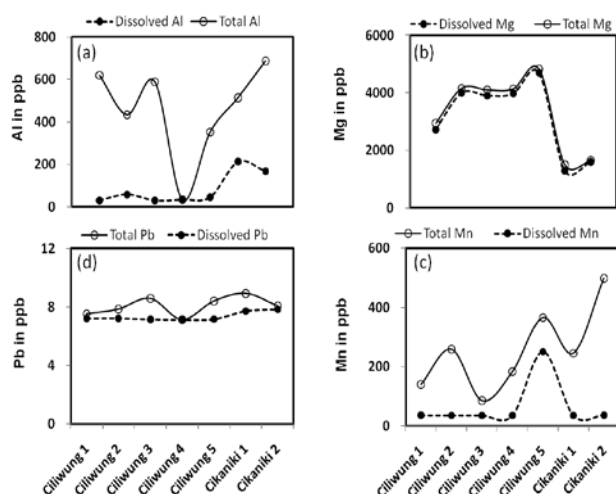 Dissolved Al Total Al
800
600
400
200
0
Al in ppb
(a)
Dissolved Mg Total Mg
6000
4000
2000
0
Mg in ppb
(b)
Total Pb Dissolved Pb
12
8
4
0
Pb in ppb
(d)
Ciliwung 1
Ciliwung 2
Ciliwung 3
Ciliwung 4
Ciliwung 5
Cikaniki 1
Cikaniki 2
Total Mn Dissolved Mn
600
400
200
0
Mn in ppb
(c)
Ciliwung 1
Ciliwung 2
Ciliwung 3
Ciliwung 4
Ciliwung 5
Cikaniki 1
Cikaniki 2